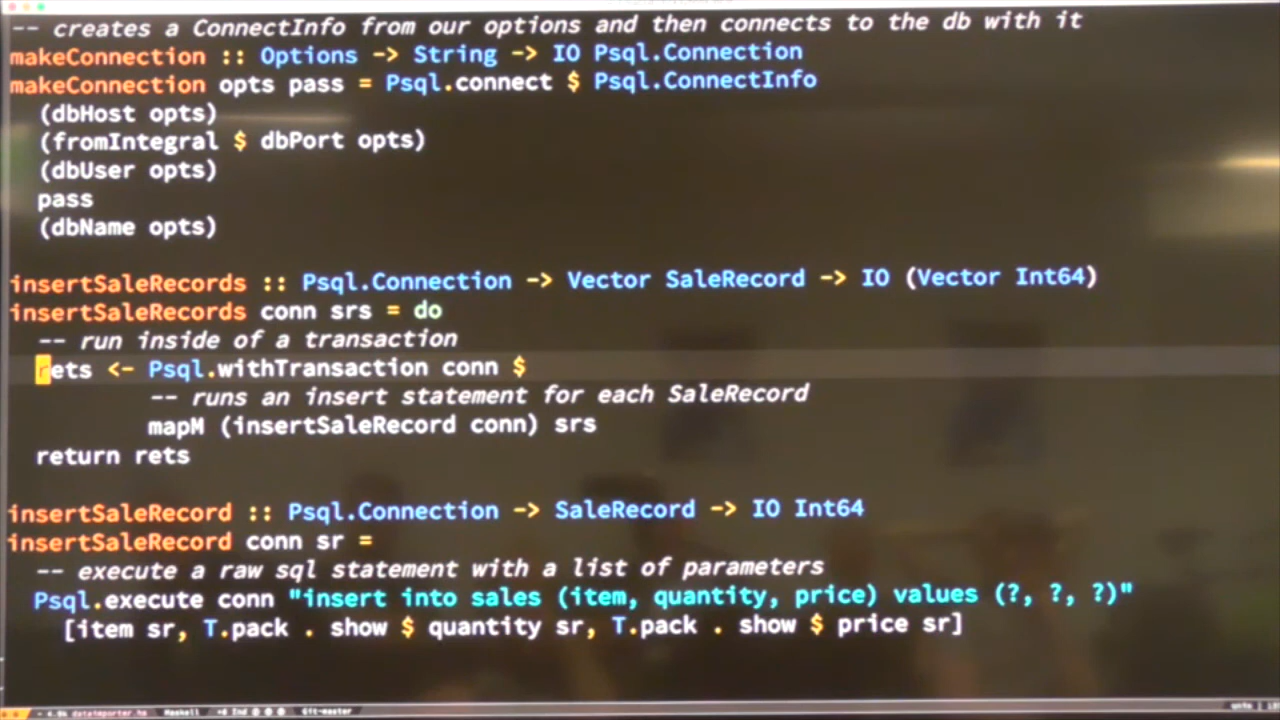 -- creates a ConnectInfo from our options and then connects to the db with it
makeConnection :: Options -> String -> IO Psql.Connection
makeConnection opts pass = Psql.connect $ Psql.ConnectInfo
  (dbHost opts)
  (fromIntegral $ dbPort opts)
  (dbUser opts)
  pass
  (dbName opts)
insertSaleRecords :: Psql.Connection -> Vector SaleRecord -> IO (Vector Int64)
insertSaleRecords conn srs = do
  -- run inside of a transaction
  rets <- Psql.withTransaction conn $
          -- runs an insert statement for each SaleRecord
          mapM (insertSaleRecord conn) srs
  return rets
insertSaleRecord :: Psql.Connection -> SaleRecord -> IO Int64
insertSaleRecord conn sr =
  -- execute a raw sql statement with a list of parameters
  Psql.execute conn "insert into sales (item, quantity, price) values (?, ?, ?)"
    [item sr, T.pack . show $ quantity sr, T.pack . show $ price sr]
Haskell Git-master